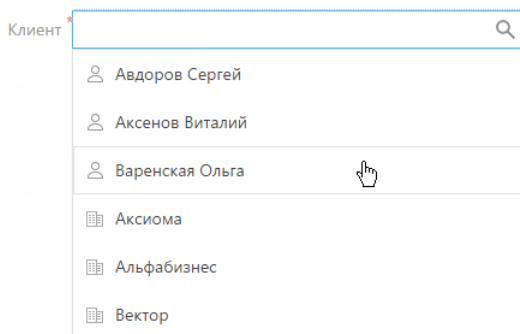 Клиент *
Авдоров Сергей
Аксенов Виталий
Варенская Ольга
Аксиома
Альфабизнес
Вектор